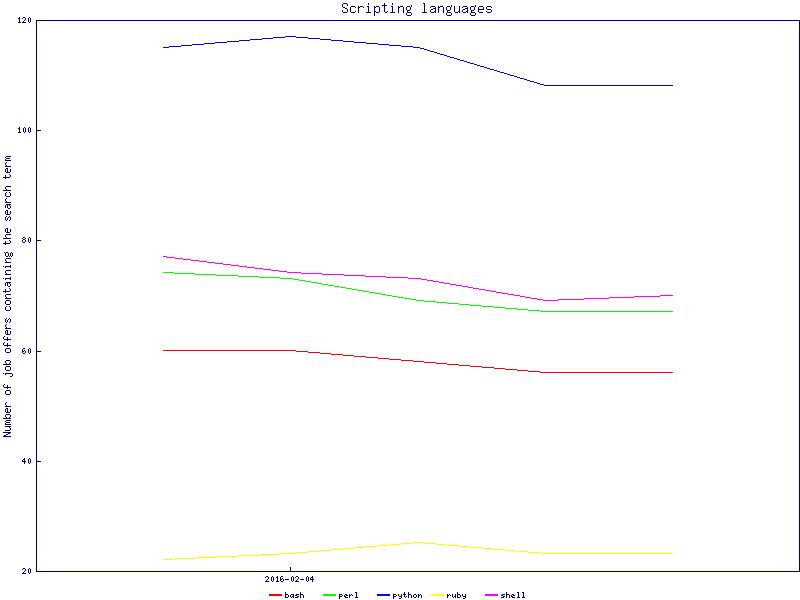 Scripting languages
120
100
80
60
40
20
Number of job offers containing the search term
2016-02-04
bash perl python ruby shell